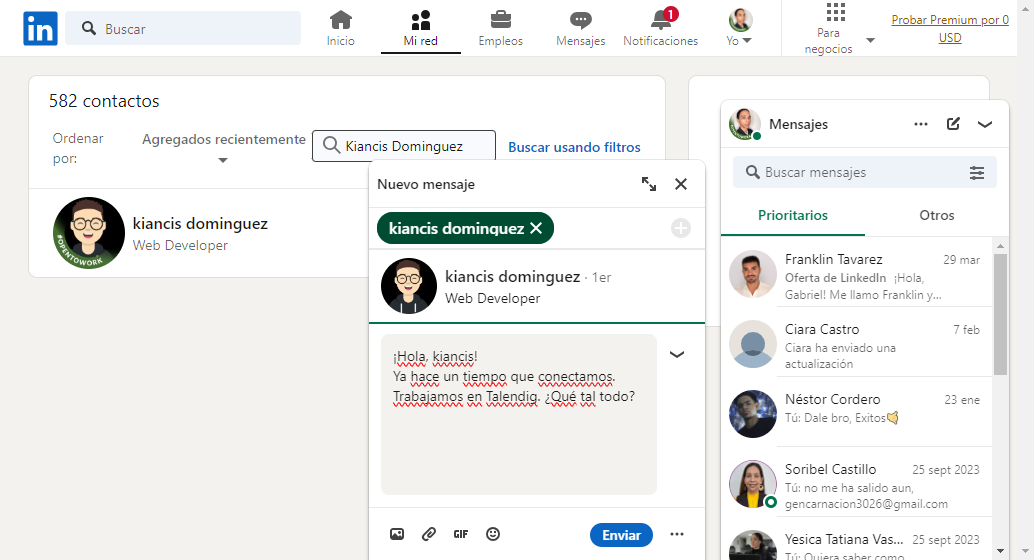 in
Buscar
Inicio
Mi red
Empleos
Mensajes
1
Notificaciones
Yo
Para
negocios
Probar Premium por 0
USD
582 contactos
Ordenar
por:
Agregados recientemente
Kiancis Dominguez
Buscar usando filtros
#OPENTOWORK
kiancis dominguez
Web Developer
Nuevo mensaje
kiancis dominguez
kiancis dominguez · 1er
Web Developer
¡Hola, kiancis!
Ya hace un tiempo que conectamos.
Trabajamos en Talendig. ¿Qué tal todo?
GIF
Enviar
Mensajes
Buscar mensajes
Prioritarios
Otros
Franklin Tavarez
29 mar
Oferta de LinkedIn ¡Hola,
Gabriel! Me llamo Franklin y...
Ciara Castro
7 feb
Ciara ha enviado una
actualización
Néstor Cordero
23 ene
Tú: Dale bro, Exitos
Soribel Castillo
25 sept 2023
Tú: no me ha salido aun,
gencarnacion3026@gmail.com
Yesica Tatiana Vas...
25 sept 2023
Tú: Quiera saber como